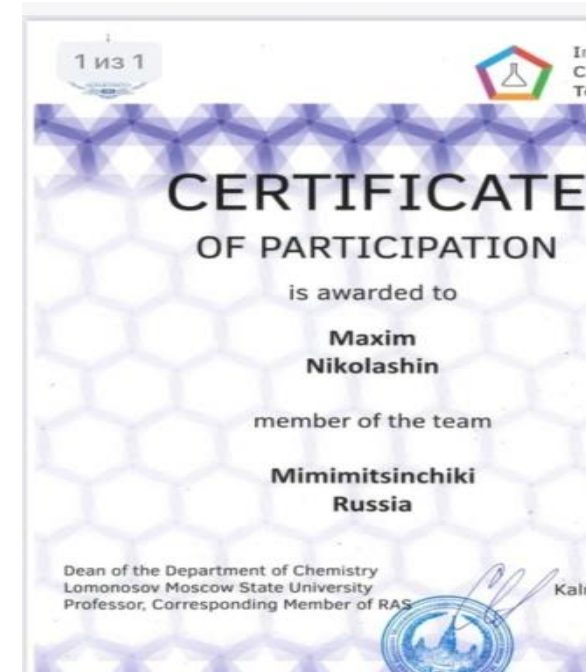 1 из 1
CERTIFICATE
OF PARTICIPATION
is awarded to
Maxim
Nikolashin
member of the team
Mimimitsinchiki
Russia
Dean of the Department of Chemistry
Lomonosov Moscow State University
Professor, Corresponding Member of RAS